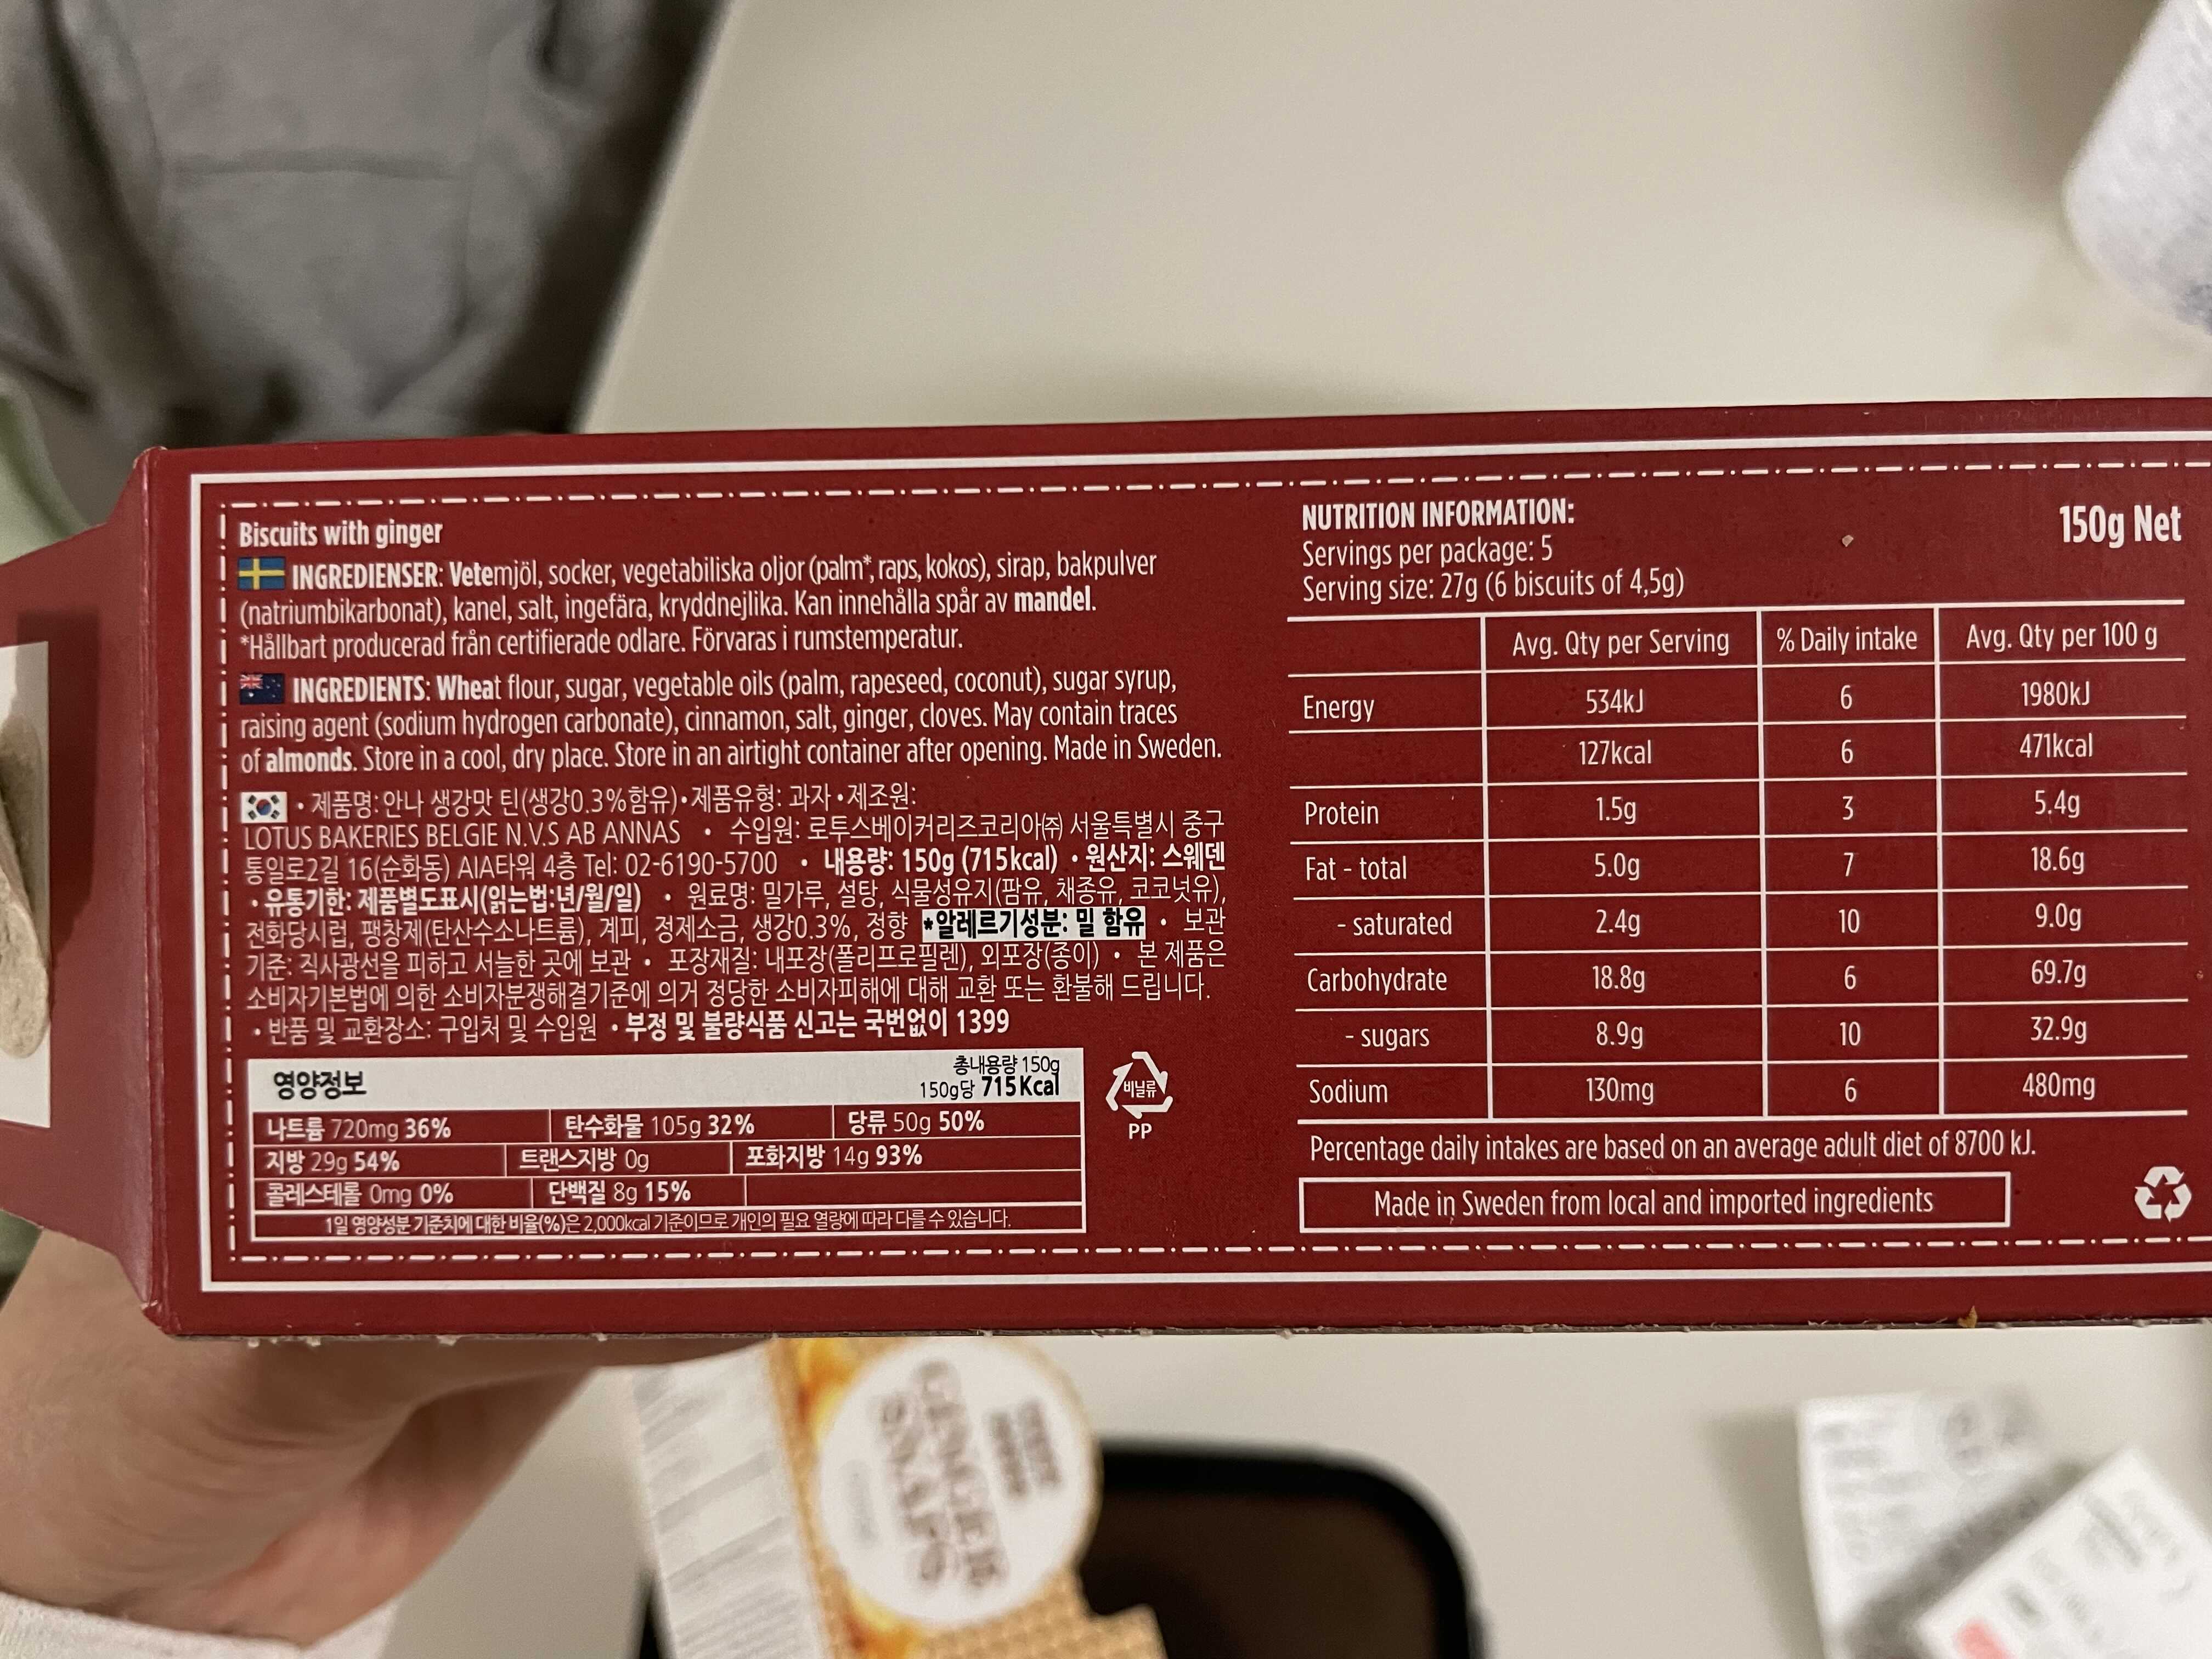 Biscuits with ginger
INGREDIENSER: Vetemjöl, socker, vegetabiliska oljor (palm*, raps, kokos), sirap, bakpulver
(natriumbikarbonat), kanel, salt, ingefära, kryddnejlika. Kan innehålla spår av mandel.
*Hållbart producerad från certifierade odlare. Förvaras i rumstemperatur.
INGREDIENTS: Wheat flour, sugar, vegetable oils (palm, rapeseed, coconut), sugar syrup,
raising agent (sodium hydrogen carbonate), cinnamon, salt, ginger, cloves. May contain traces
of almonds. Store in a cool, dry place. Store in an airtight container after opening. Made in Sweden.
• 제품명: 안나 생강맛 틴(생강0.3%함유) • 제품유형: 과자 • 제조원:
LOTUS BAKERIES BELGIE N.V.S AB ANNAS • 수입원: 로투스베이커리즈코리아㈜ 서울특별시 중구
통일로2길 16(순화동) AIA타워 4층 Tel: 02-6190-5700 • 내용량: 150g (715kcal) • 원산지: 스웨덴
• 유통기한: 제품별도표시(읽는법:년/월/일) • 원료명: 밀가루, 설탕, 식물성유지(팜유, 채종유, 코코넛유),
전화당시럽, 팽창제(탄산수소나트륨), 계피, 정제소금, 생강0.3%, 정향 *알레르기성분: 밀 함유 • 보관
기준: 직사광선을 피하고 서늘한 곳에 보관 • 포장재질: 내포장(폴리프로필렌), 외포장(종이) • 본 제품은
소비자기본법에 의한 소비자분쟁해결기준에 의거 정당한 소비자피해에 대해 교환 또는 환불해 드립니다.
• 반품 및 교환장소: 구입처 및 수입원 • 부정 및 불량식품 신고는 국번없이 1399
영양정보
총내용량 150g
150g당 715Kcal
나트륨 720mg 36% 탄수화물 105g 32% 당류 50g 50%
지방 29g 54% 트랜스지방 0g 포화지방 14g 93%
콜레스테롤 0mg 0% 단백질 8g 15%
1일 영양성분 기준치에 대한 비율(%)은 2,000kcal 기준이므로 개인의 필요 열량에 따라 다를 수 있습니다.
비닐류
PP
NUTRITION INFORMATION:
150g Net
Servings per package: 5
Serving size: 27g (6 biscuits of 4,5g)
Avg. Qty per Serving % Daily intake Avg. Qty per 100 g
Energy 534kJ 6 1980kJ
127kcal 6 471kcal
Protein 1.5g 3 5.4g
Fat - total 5.0g 7 18.6g
- saturated 2.4g 10 9.0g
Carbohydrate 18.8g 6 69.7g
- sugars 8.9g 10 32.9g
Sodium 130mg 6 480mg
Percentage daily intakes are based on an average adult diet of 8700 kJ.
Made in Sweden from local and imported ingredients
GINGER
SNAPS